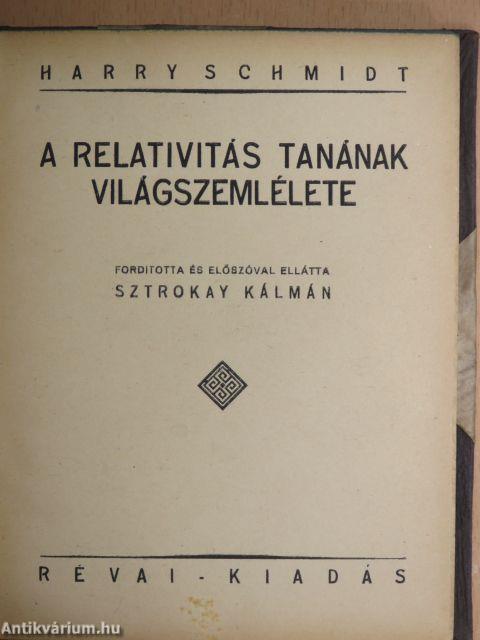 HARRY SCHMIDT
A RELATIVITÁS TANÁNAK
VILÁGSZEMLÉLETE
FORDITOTTA ÉS ELŐSZÓVAL ELLÁTTA
SZTROKAY KÁLMÁN
RÉVAI-KIADÁS
Antikvárium.hu